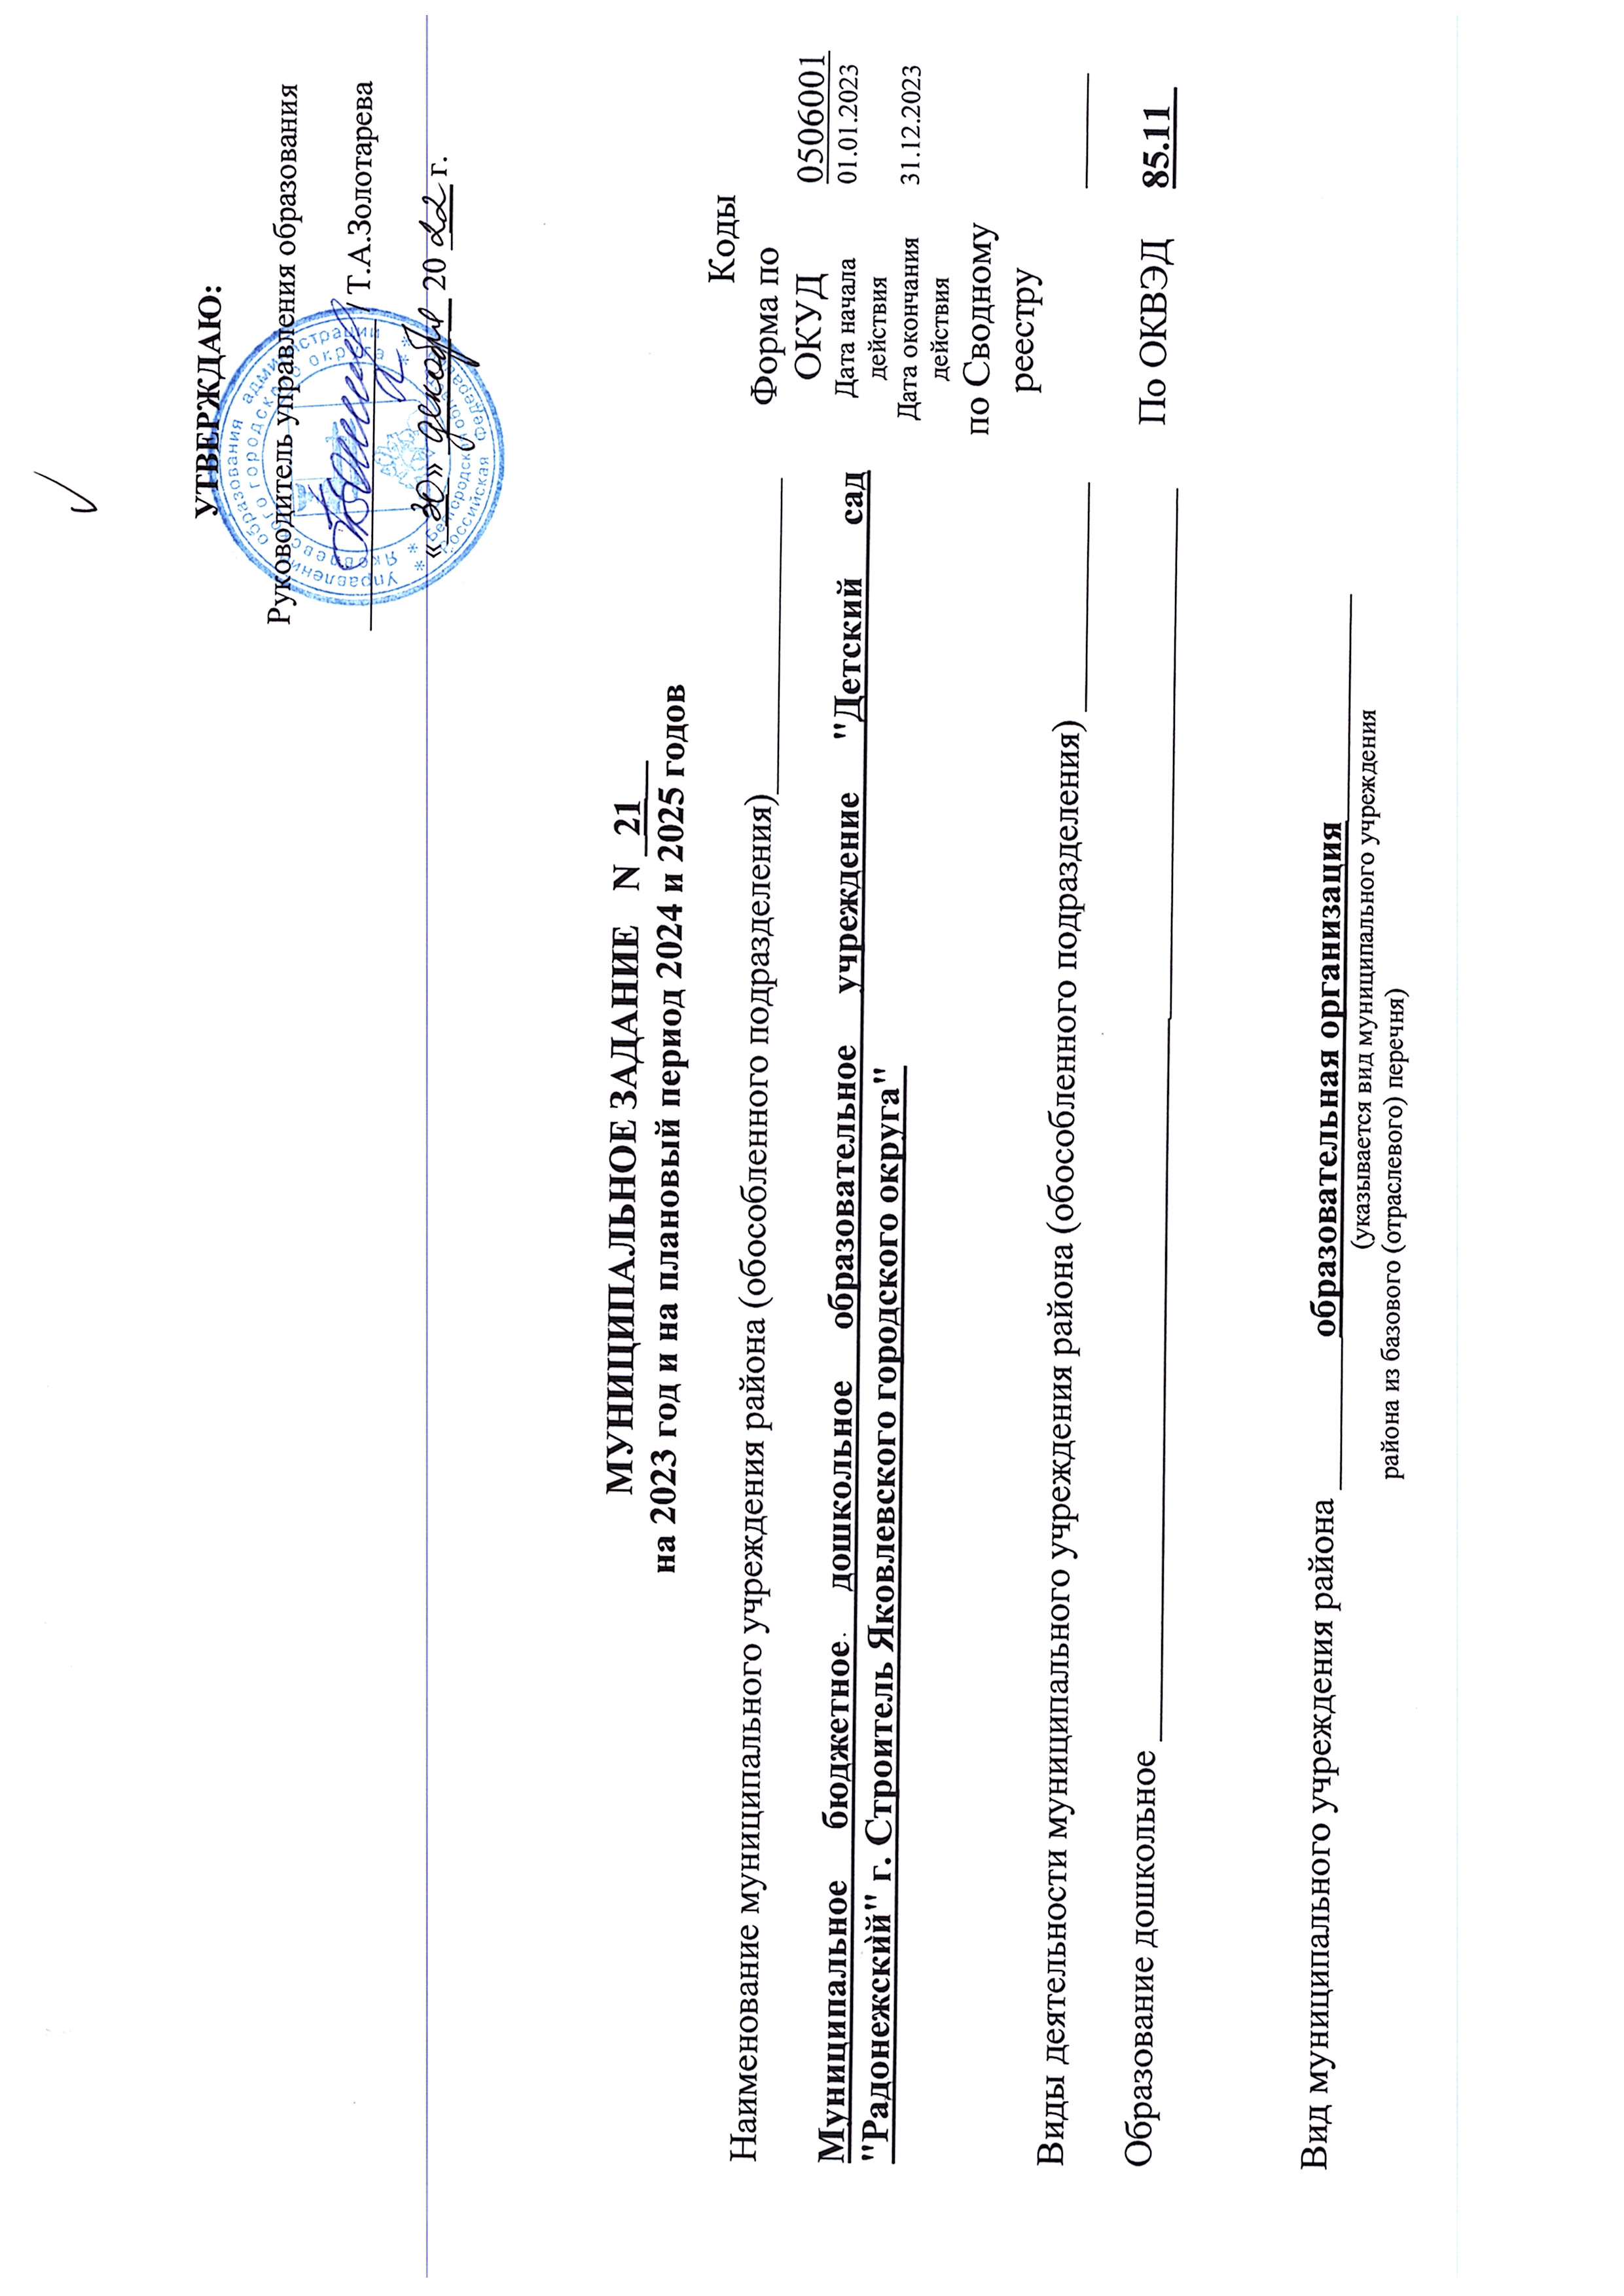 УТВЕРЖДАЮ:
Руководитель управления образования
/ Т.А.Золотарева
«30» декабря 2022 г.
МУНИЦИПАЛЬНОЕ ЗАДАНИЕ N 21
на 2023 год и на плановый период 2024 и 2025 годов
Коды
Наименование муниципального учреждения района (обособленного подразделения)
Форма по
ОКУД 0506001
Муниципальное бюджетное дошкольное образовательное учреждение "Детский сад
"Радонежский" г. Строитель Яковлевского городского округа"
Дата начала 01.01.2023
действия
Дата окончания 31.12.2023
действия
по Сводному
реестру
Виды деятельности муниципального учреждения района (обособленного подразделения)
Образование дошкольное
По ОКВЭД 85.11
Вид муниципального учреждения района образовательная организация
(указывается вид муниципального учреждения
района из базового (отраслевого) перечня)